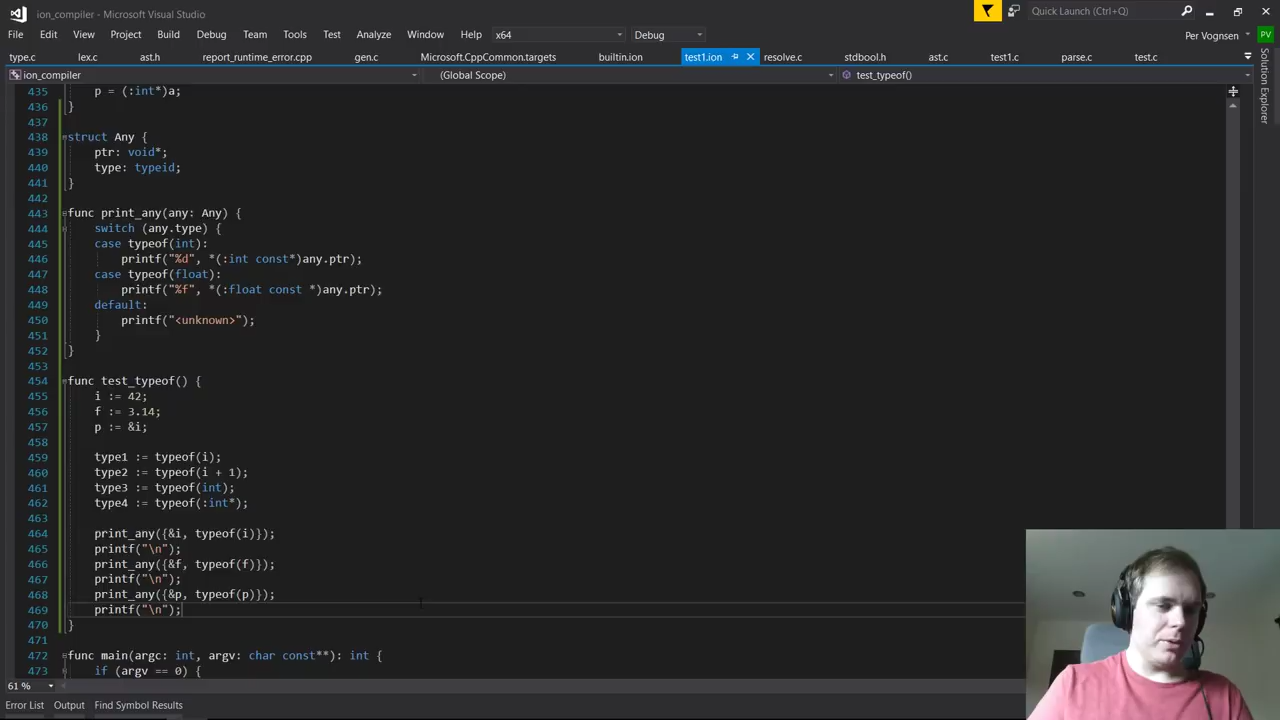 ion_compiler - Microsoft Visual Studio
Quick Launch (Ctrl+Q)
File Edit View Project Build Debug Team Tools Test Analyze Window Help x64 Debug Per Vognsen PV
type.c lex.c ast.h report_runtime_error.cpp gen.c Microsoft.CppCommon.targets builtin.ion test1.ion resolve.c stdbool.h ast.c test1.c parse.c test.c
ion_compiler (Global Scope) test_typeof()
Solution Explorer
435 p = (:int*)a;
436 }
437
438 struct Any {
439 ptr: void*;
440 type: typeid;
441 }
442
443 func print_any(any: Any) {
444 switch (any.type) {
445 case typeof(int):
446 printf("%d", *(:int const*)any.ptr);
447 case typeof(float):
448 printf("%f", *(:float const *)any.ptr);
449 default:
450 printf("<unknown>");
451 }
452 }
453
454 func test_typeof() {
455 i := 42;
456 f := 3.14;
457 p := &i;
458
459 type1 := typeof(i);
460 type2 := typeof(i + 1);
461 type3 := typeof(int);
462 type4 := typeof(:int*);
463
464 print_any({&i, typeof(i)});
465 printf("\n");
466 print_any({&f, typeof(f)});
467 printf("\n");
468 print_any({&p, typeof(p)});
469 printf("\n");
470 }
471
472 func main(argc: int, argv: char const**): int {
473 if (argv == 0) {
61 %
Error List Output Find Symbol Results